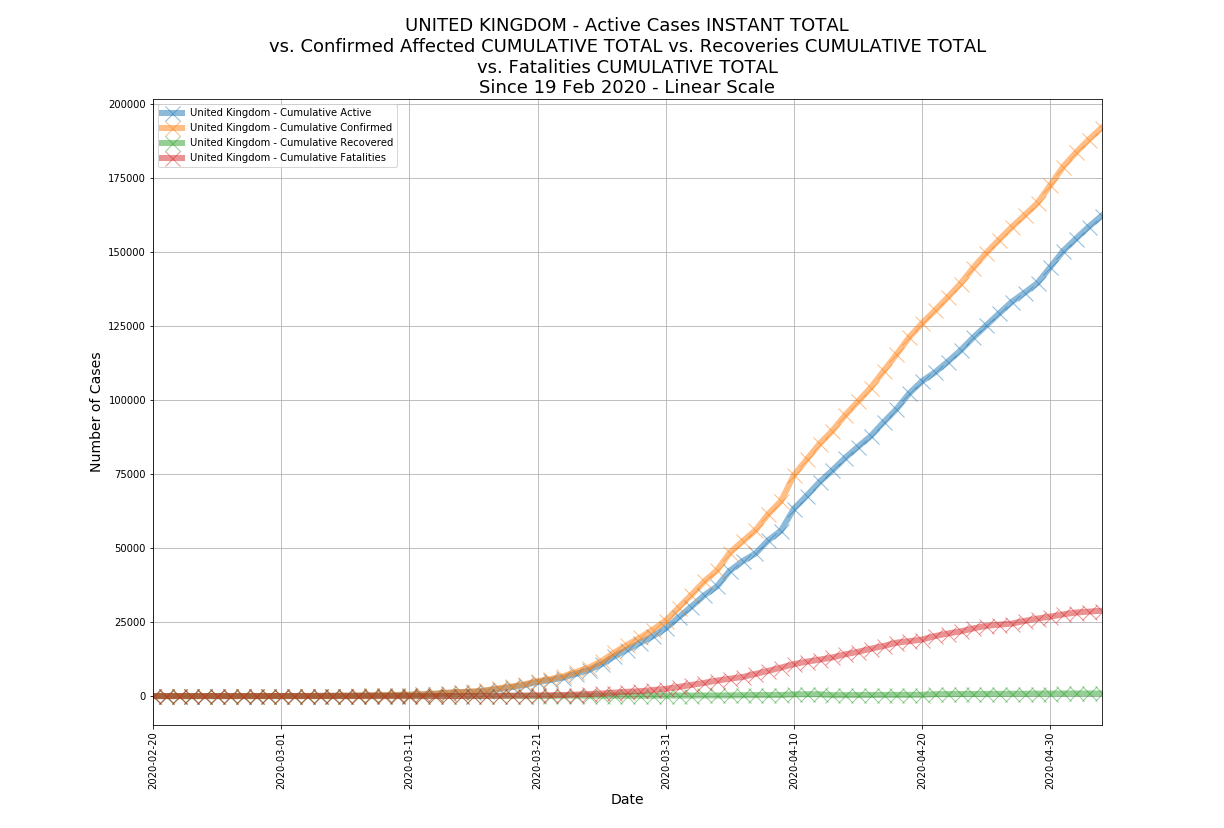 UNITED KINGDOM - Active Cases INSTANT TOTAL
vs. Confirmed Affected CUMULATIVE TOTAL vs. Recoveries CUMULATIVE TOTAL
vs. Fatalities CUMULATIVE TOTAL
Since 19 Feb 2020 - Linear Scale
United Kingdom - Cumulative Active
United Kingdom - Cumulative Confirmed
United Kingdom - Cumulative Recovered
United Kingdom - Cumulative Fatalities
Number of Cases
200000
175000
150000
125000
100000
75000
50000
25000
0
2020-02-20
2020-03-01
2020-03-11
2020-03-21
2020-03-31
2020-04-10
2020-04-20
2020-04-30
Date